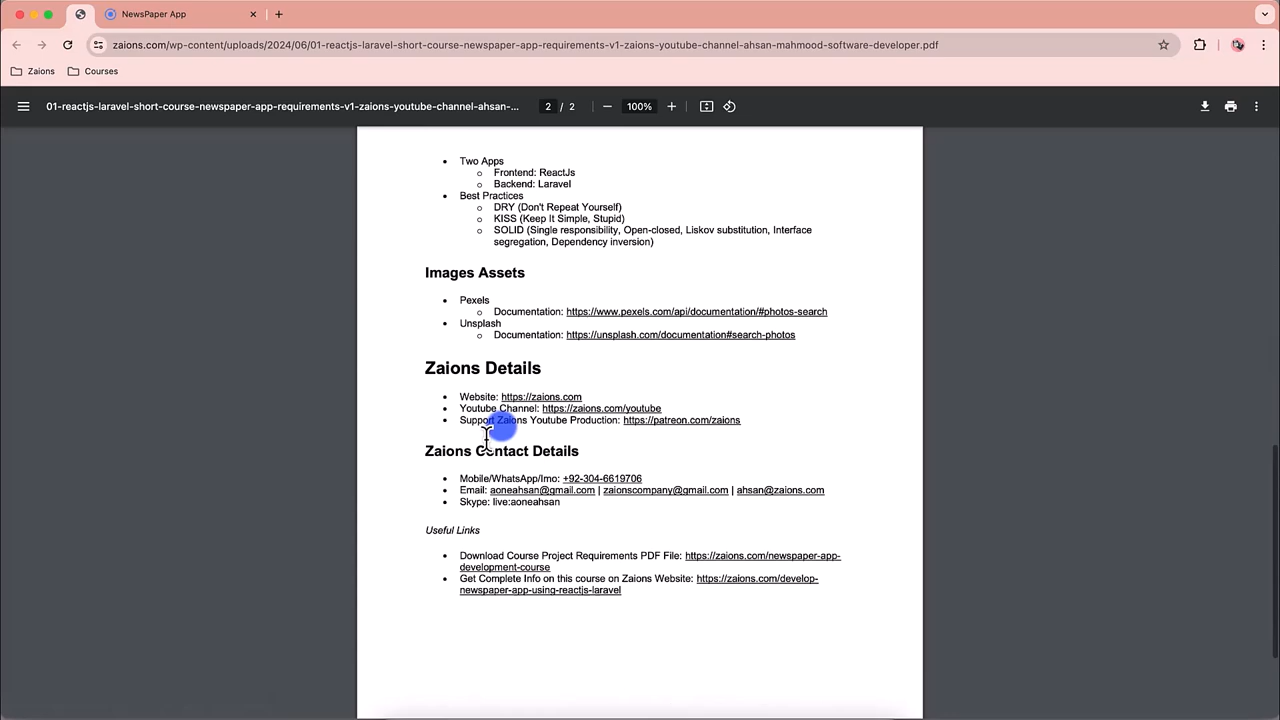 NewsPaper App
zaions.com/wp-content/uploads/2024/06/01-reactjs-laravel-short-course-newspaper-app-requirements-v1-zaions-youtube-channel-ahsan-mahmood-software-developer.pdf
Zaions
Courses
01-reactjs-laravel-short-course-newspaper-app-requirements-v1-zaions-youtube-channel-ahsan-...
2 / 2
100%
Two Apps
Frontend: ReactJs
Backend: Laravel
Best Practices
DRY (Don't Repeat Yourself)
KISS (Keep It Simple, Stupid)
SOLID (Single responsibility, Open-closed, Liskov substitution, Interface
segregation, Dependency inversion)
Images Assets
Pexels
Documentation: https://www.pexels.com/api/documentation/#photos-search
Unsplash
Documentation: https://unsplash.com/documentation#search-photos
Zaions Details
Website: https://zaions.com
Youtube Channel: https://zaions.com/youtube
Support Zaions Youtube Production: https://patreon.com/zaions
Zaions Contact Details
Mobile/WhatsApp/Imo: +92-304-6619706
Email: aoneahsan@gmail.com | zaionscompany@gmail.com | ahsan@zaions.com
Skype: live:aoneahsan
Useful Links
Download Course Project Requirements PDF File: https://zaions.com/newspaper-app-
development-course
Get Complete Info on this course on Zaions Website: https://zaions.com/develop-
newspaper-app-using-reactjs-laravel